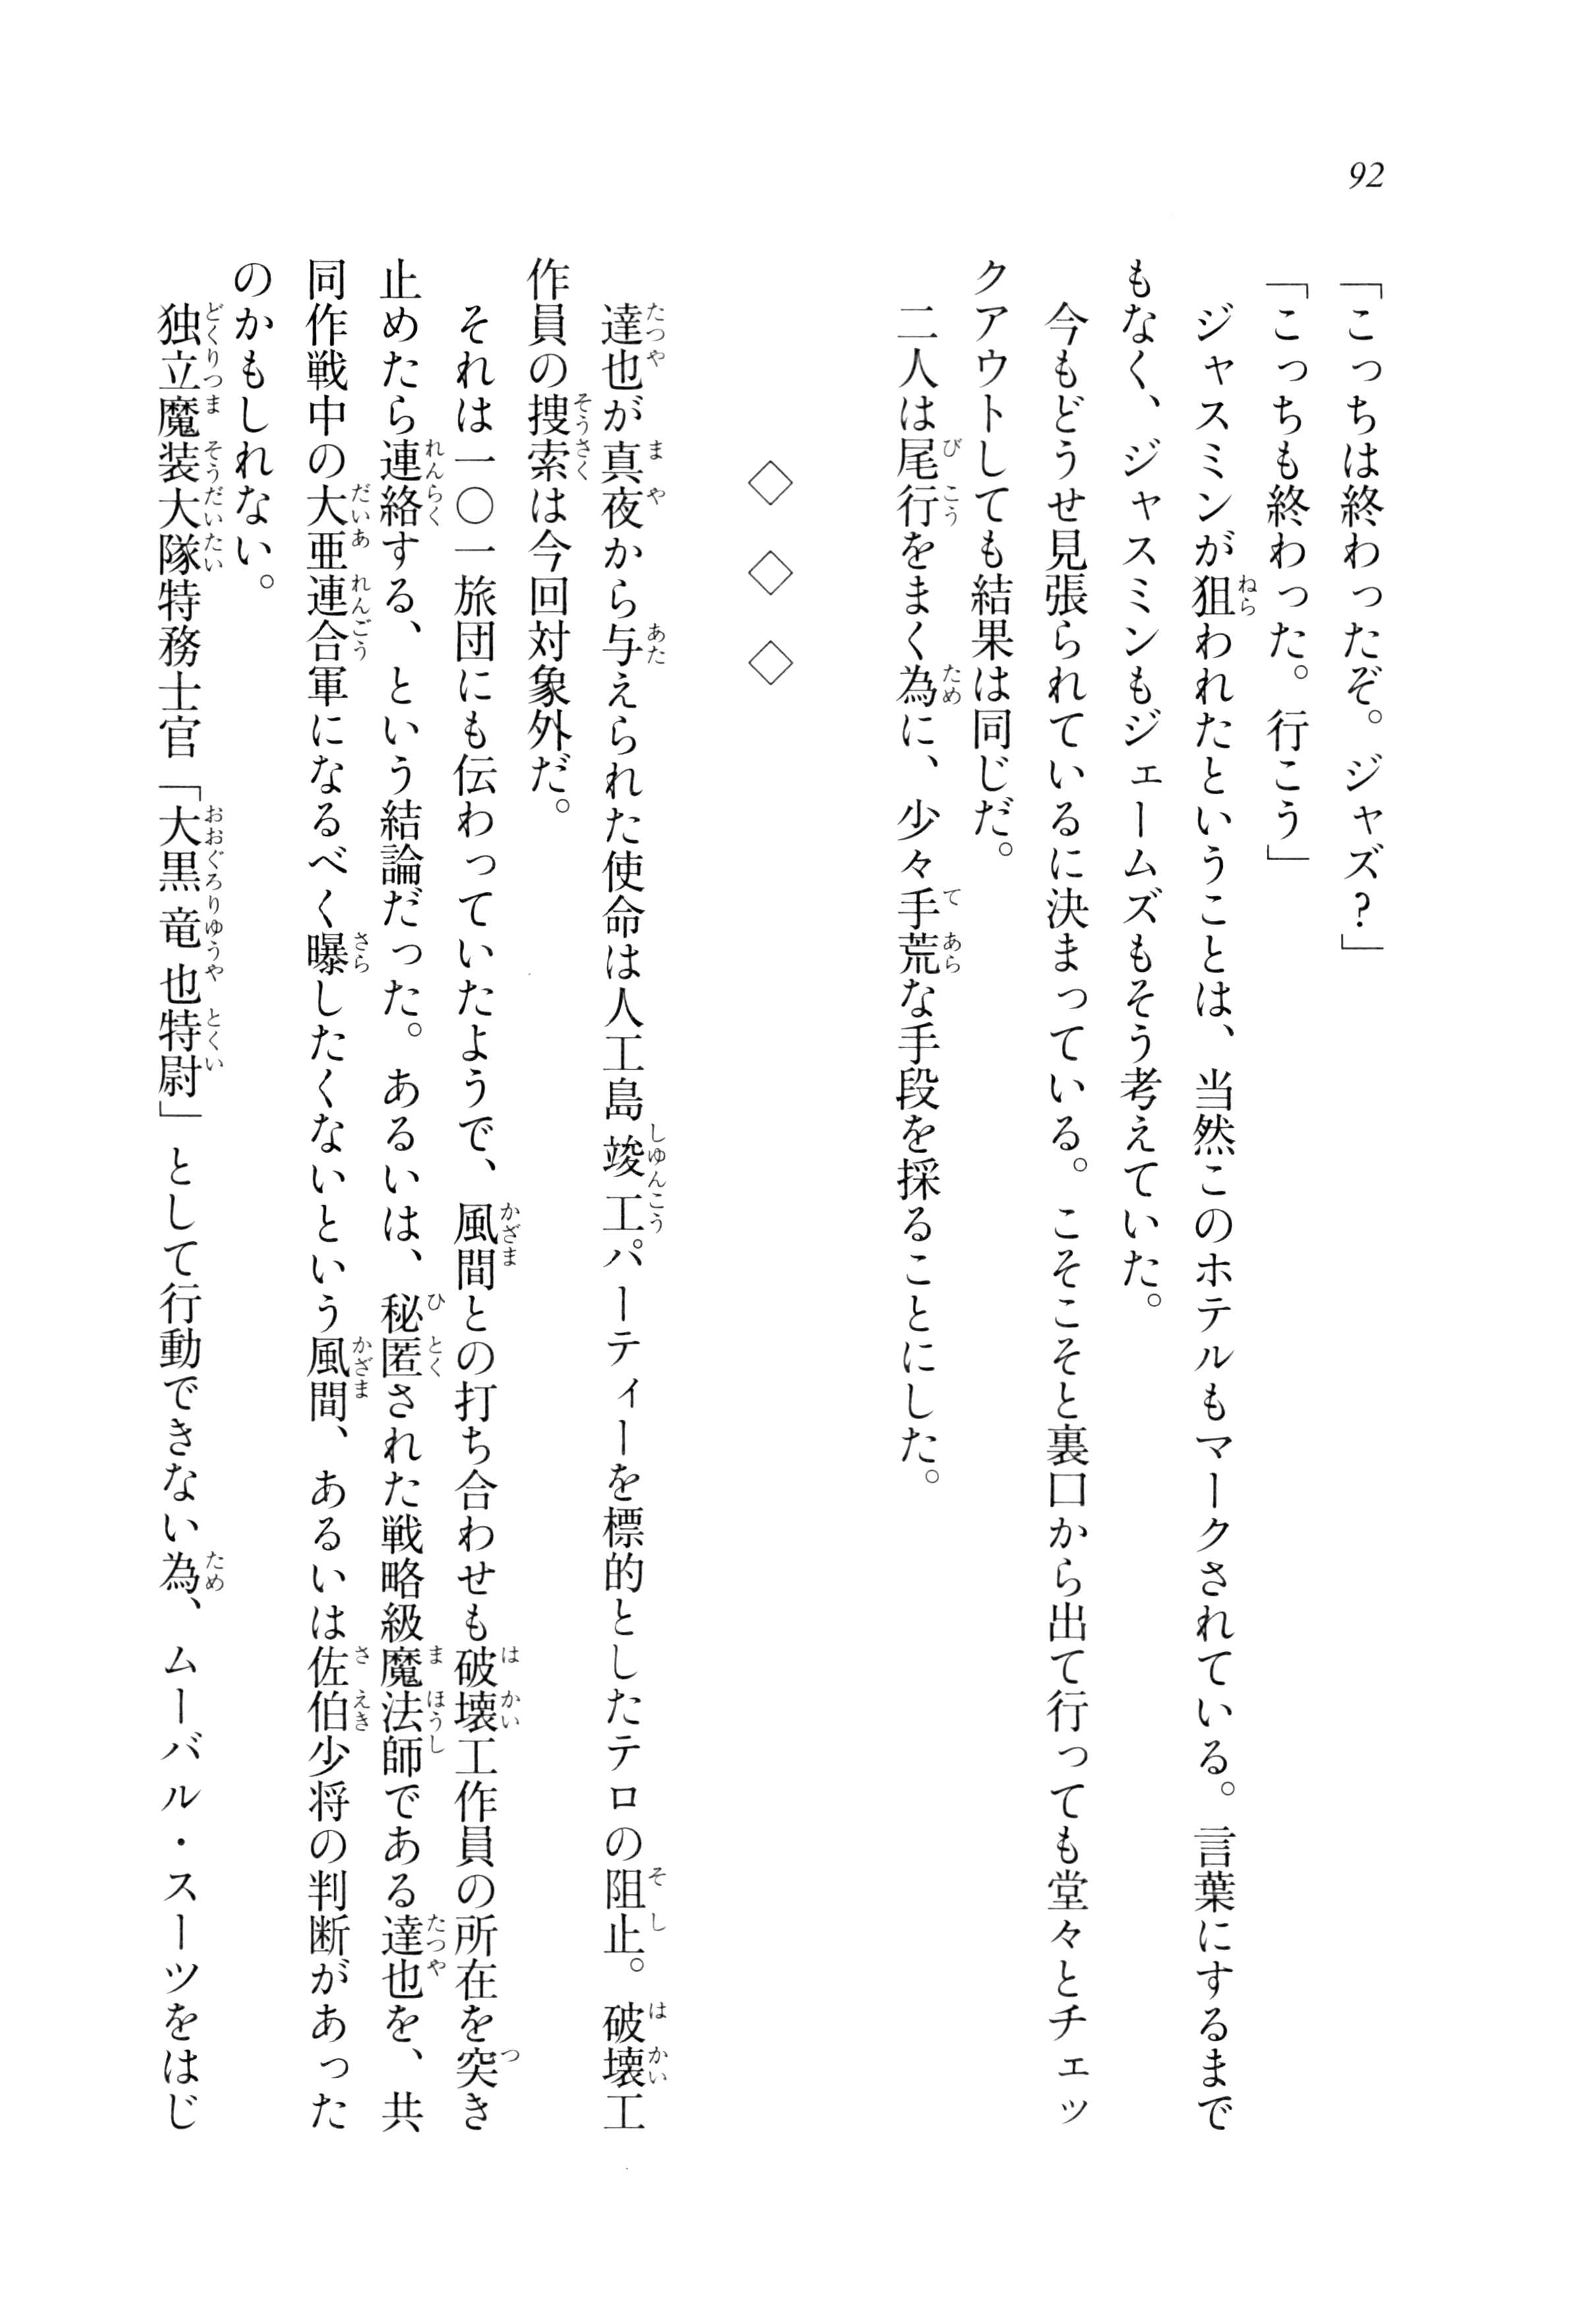 92
「こっちは終わったぞ。ジャズ？」
「こっちも終わった。行こう」
ジャスミンが狙われたということは、当然このホテルもマークされている。言葉にするまで
もなく、ジャスミンもジェームズもそう考えていた。
今もどうせ見張られているに決まっている。こそこそと裏口から出て行っても堂々とチェッ
クアウトしても結果は同じだ。
二人は尾行をまく為に、少々手荒な手段を採ることにした。
◇ ◇ ◇
達也が真夜から与えられた使命は人工島竣工パーティーを標的としたテロの阻止。破壊工
作員の捜索は今回対象外だ。
それは一〇一旅団にも伝わっていたようで、風間との打ち合わせも破壊工作員の所在を突き
止めたら連絡する、という結論だった。あるいは、秘匿された戦略級魔法師である達也を、共
同作戦中の大亜連合軍になるべく曝したくないという風間、あるいは佐伯少将の判断があった
のかもしれない。
独立魔装大隊特務士官「大黒竜也特尉」として行動できない為、ムーバル・スーツをはじ